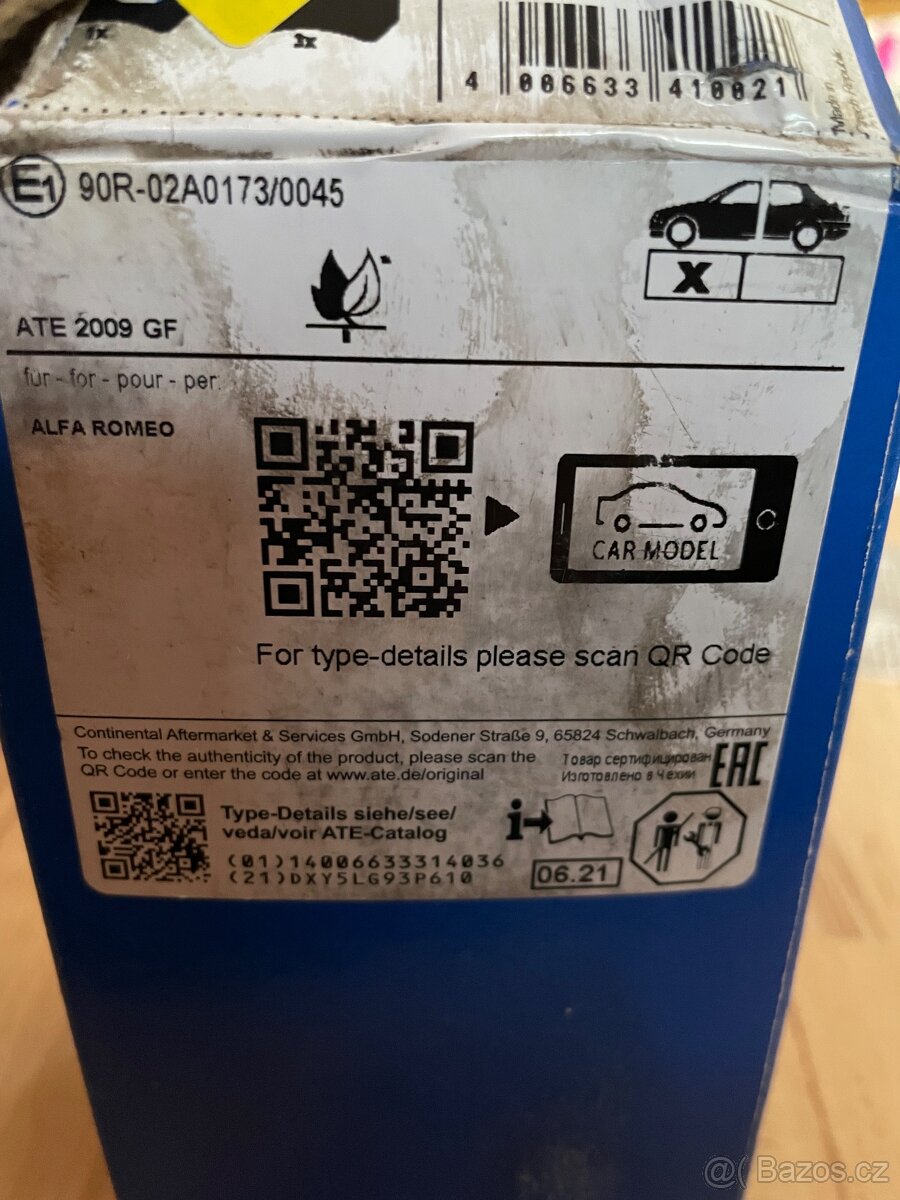 1x
3x
4 006633 410021
Made in
Czech Republic
E1 90R-02A0173/0045
X
ATE 2009 GF
für - for - pour - per:
ALFA ROMEO
CAR MODEL
For type-details please scan QR Code
Continental Aftermarket & Services GmbH, Sodener Straße 9, 65824 Schwalbach, Germany
To check the authenticity of the product, please scan the
QR Code or enter the code at www.ate.de/original
Товар сертифицирован
Изготовлено в Чехии
EAC
Type-Details siehe/see/
veda/voir ATE-Catalog
(01)14006633314036
(21)DXY5LG93P610
i
06.21
@( Bazos.cz